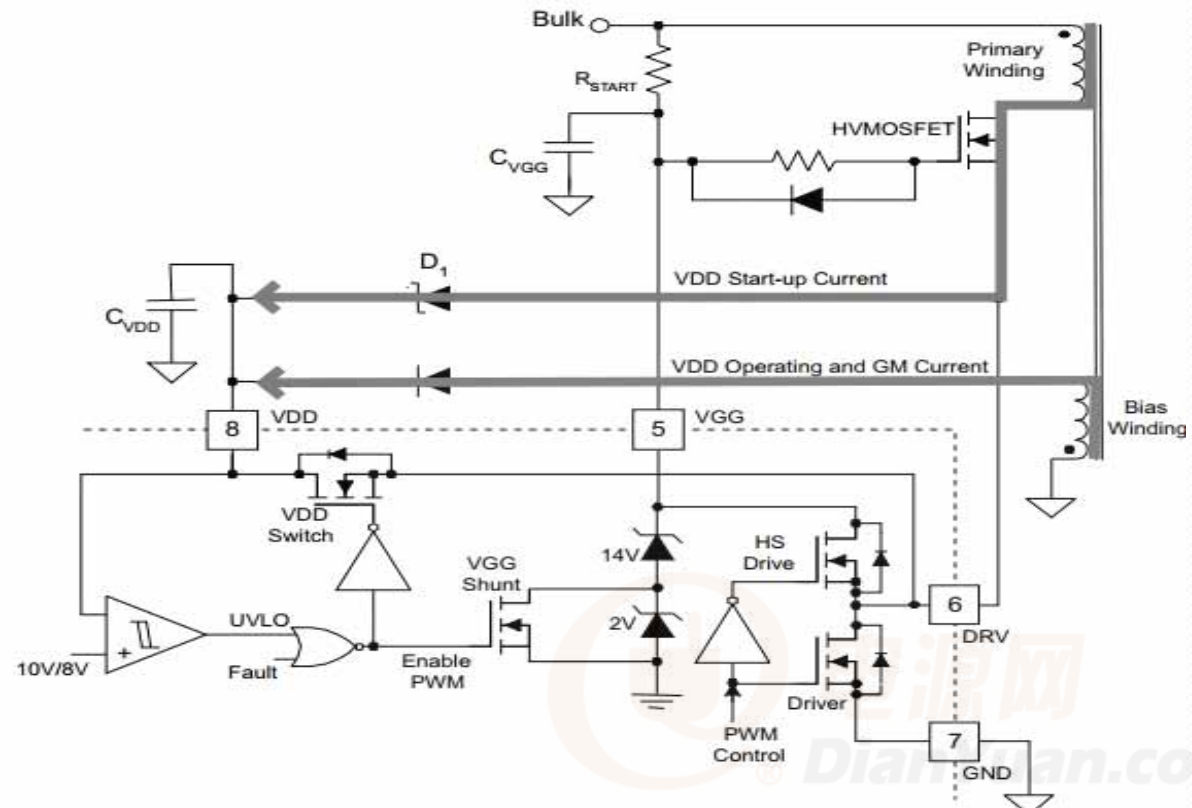 Bulk
Primary
Winding
RSTART
HVMOSFET
CVGG
D1
VDD Start-up Current
CVDD
VDD Operating and GM Current
8
VDD
5
VGG
Bias
Winding
VDD
Switch
VGG
Shunt
14V
HS
Drive
2V
6
DRV
UVLO
+
10V/8V
Fault
Enable
PWM
Driver
PWM
Control
7
GND
电源网
® DianYuan.co